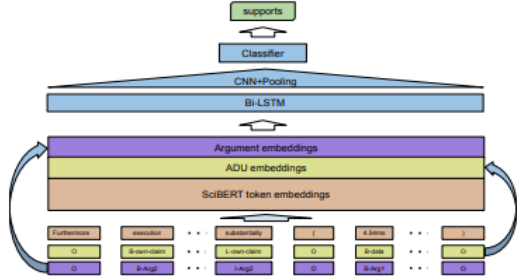 supports
Classifier
CNN+Pooling
Bi-LSTM
Argument embeddings
ADU embeddings
SciBERT token embeddings
Furthermore execution • • • substantially ( 4.54ms • • • )
O B-own-claim • • • L-own-claim O B-data • • • O
O B-Arg2 • • • I-Arg2 O B-Arg1 • • • O